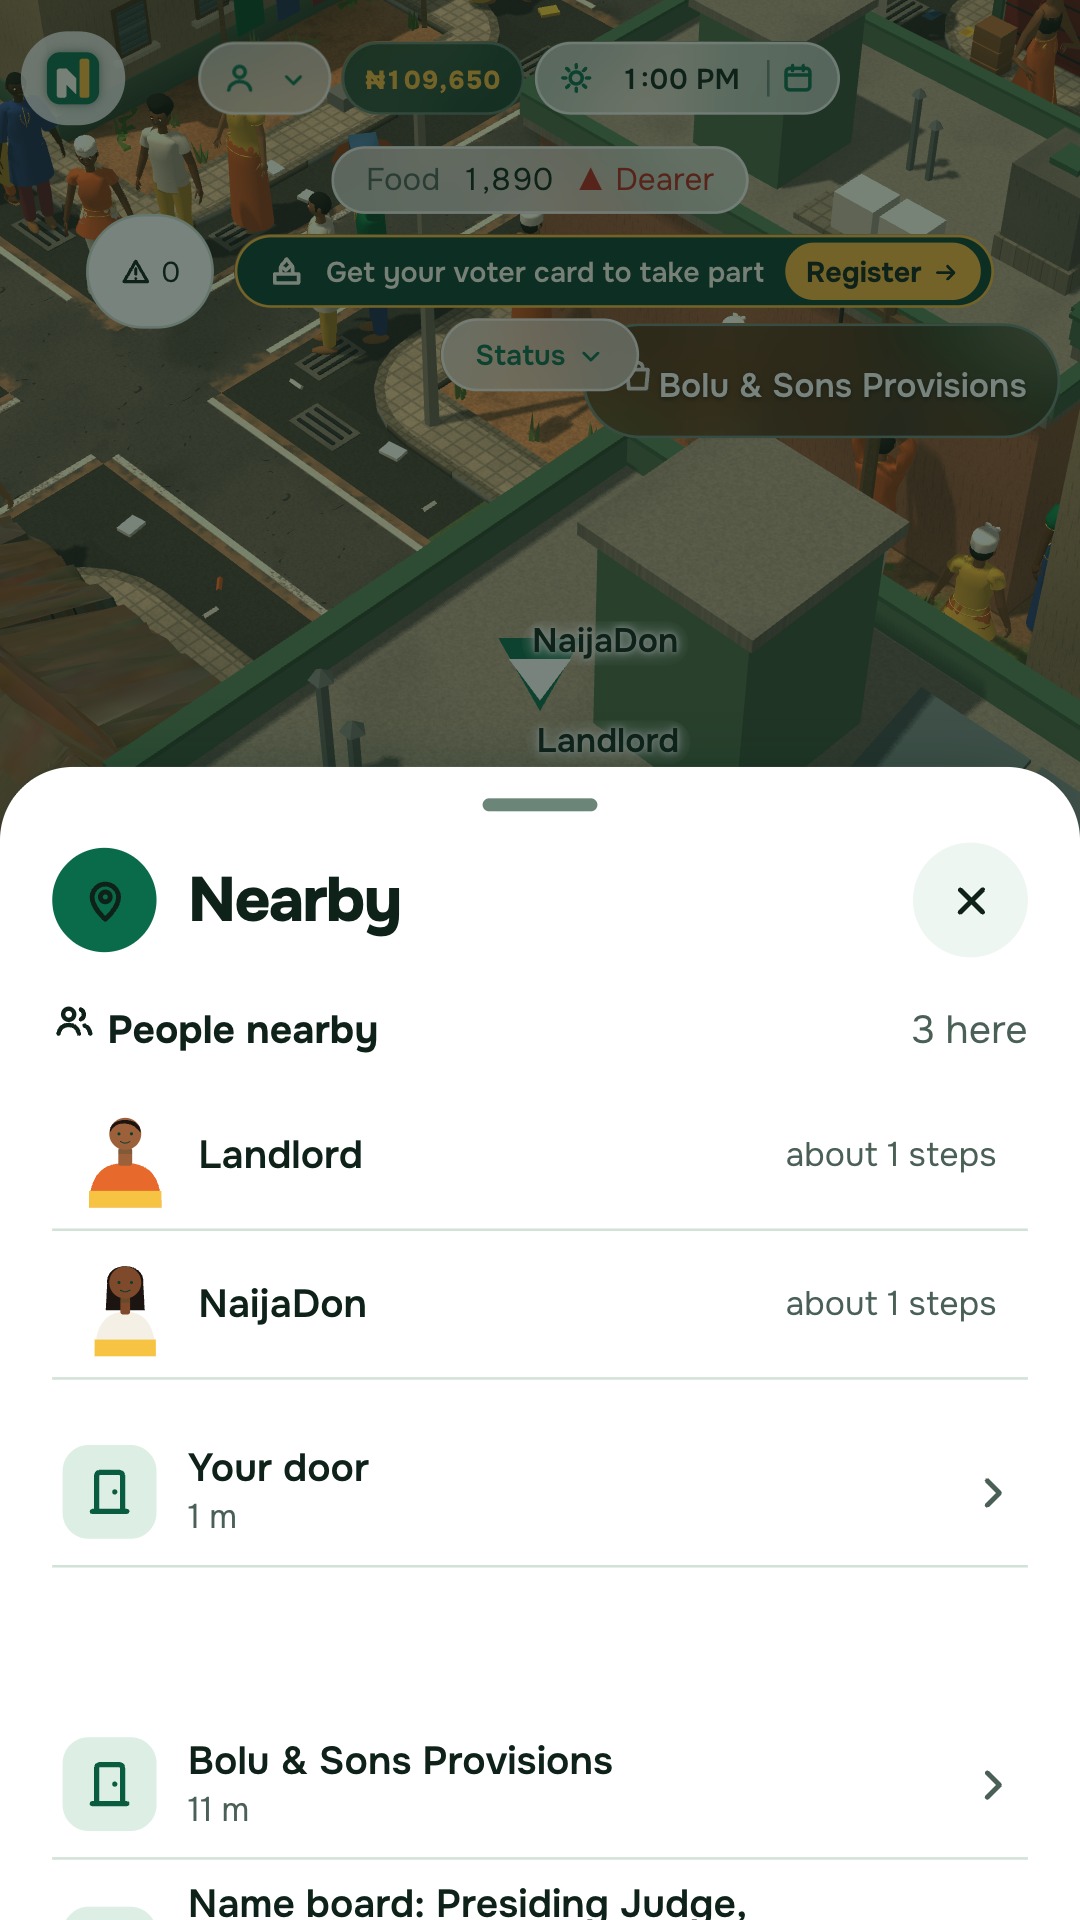 ₦109,650
1:00 PM
Food 1,890 ▲ Dearer
0
Get your voter card to take part
Register →
Status
Bolu & Sons Provisions
NaijaDon
Landlord
Nearby
People nearby
3 here
Landlord
about 1 steps
NaijaDon
about 1 steps
Your door
1 m
Bolu & Sons Provisions
11 m
Name board: Presiding Judge,